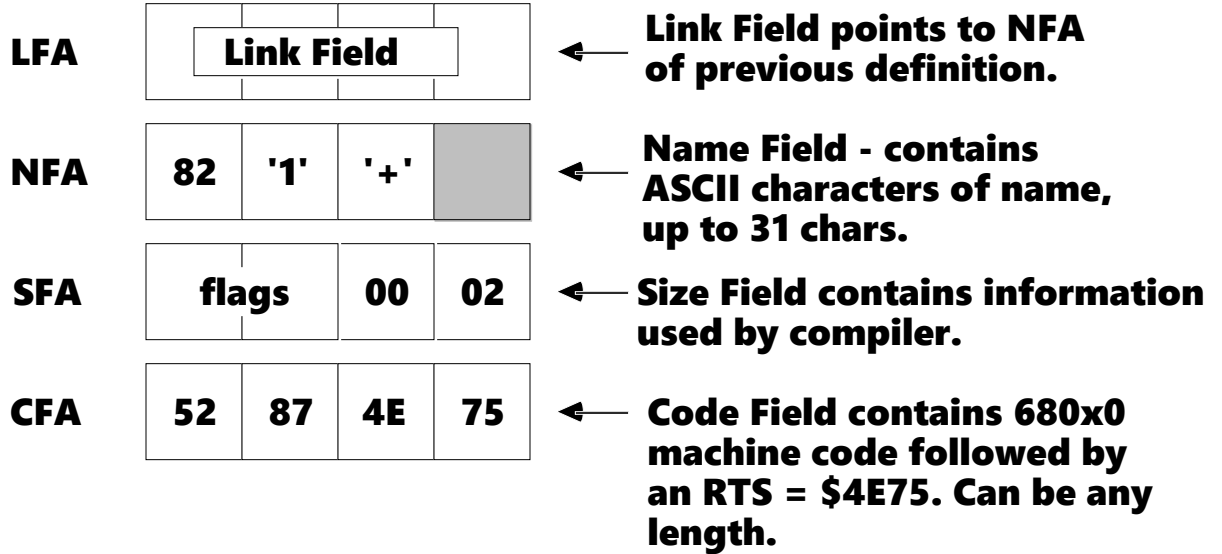 LFA Link Field Link Field points to NFA
of previous definition.
NFA 82 '1' '+' Name Field - contains
ASCII characters of name,
up to 31 chars.
SFA flags 00 02 Size Field contains information
used by compiler.
CFA 52 87 4E 75 Code Field contains 680x0
machine code followed by
an RTS = $4E75. Can be any
length.